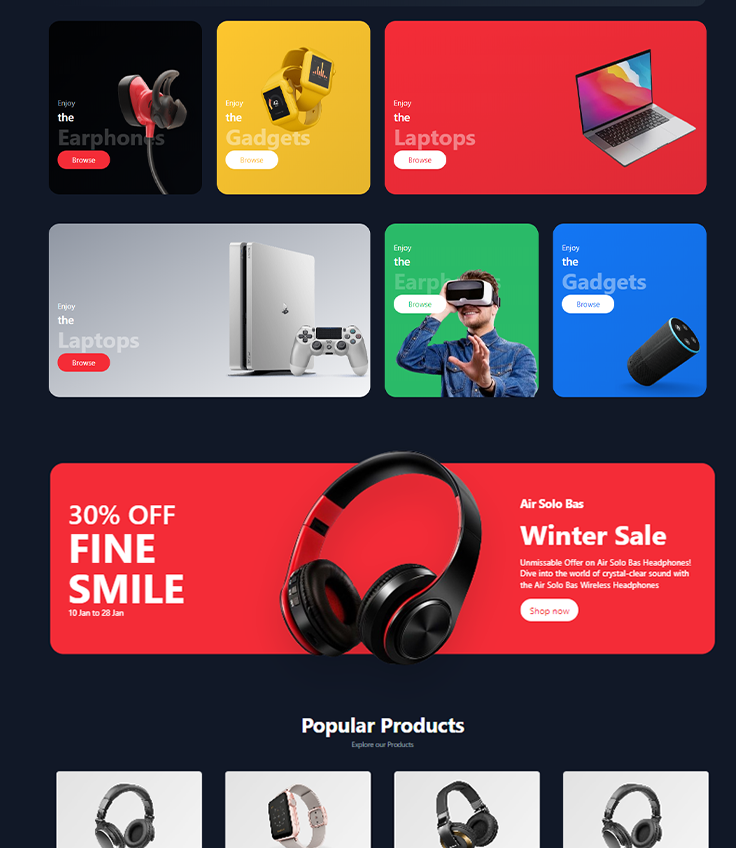 Enjoy
the
Earphones
Browse
Enjoy
the
Gadgets
Browse
Enjoy
the
Laptops
Browse
Enjoy
the
Laptops
Browse
Enjoy
the
Earph
Browse
Enjoy
the
Gadgets
Browse
30% OFF
FINE
SMILE
10 Jan to 28 Jan
Air Solo Bas
Winter Sale
Unmissable Offer on Air Solo Bas Headphones!
Dive into the world of crystal-clear sound with
the Air Solo Bas Wireless Headphones
Shop now
Popular Products
Explore our Products